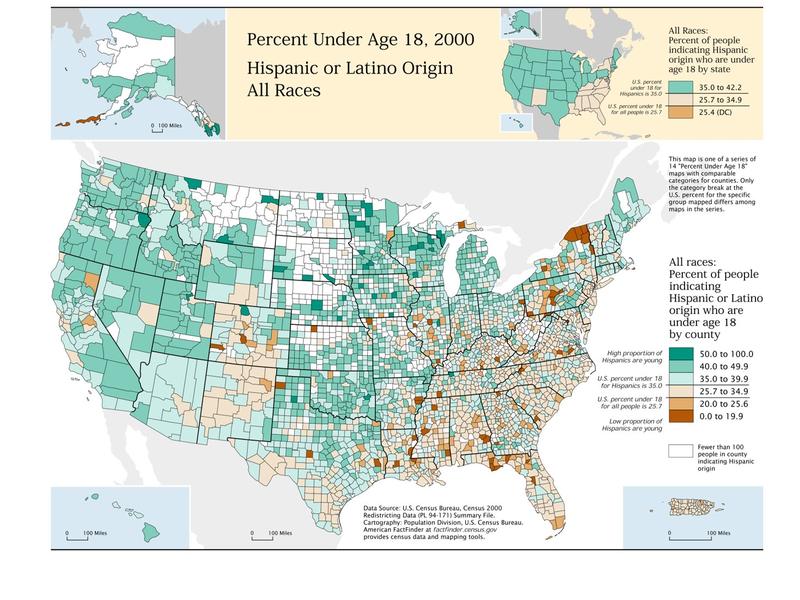 Percent Under Age 18, 2000
Hispanic or Latino Origin
All Races
0 100 Miles
All Races:
Percent of people
indicating Hispanic
origin who are under
age 18 by state
U.S. percent
under 18 for
Hispanics is 35.0
U.S. percent under 18
for all people is 25.7
35.0 to 42.2
25.7 to 34.9
25.4 (DC)
This map is one of a series of
14 "Percent Under Age 18"
maps with comparable
categories for counties. Only
the category break at the
U.S. percent for the specific
group mapped differs among
maps in the series.
All races:
Percent of people
indicating
Hispanic or Latino
origin who are
under age 18
by county
High proportion of
Hispanics are young
U.S. percent under 18
for Hispanics is 35.0
U.S. percent under 18
for all people is 25.7
Low proportion of
Hispanics are young
50.0 to 100.0
40.0 to 49.9
35.0 to 39.9
25.7 to 34.9
20.0 to 25.6
0.0 to 19.9
Fewer than 100
people in county
indicating Hispanic
origin
Data Source: U.S. Census Bureau, Census 2000
Redistricting Data (PL 94-171) Summary File.
Cartography: Population Division, U.S. Census Bureau.
American FactFinder at factfinder.census.gov
provides census data and mapping tools.
0 100 Miles
0 100 Miles
0 100 Miles